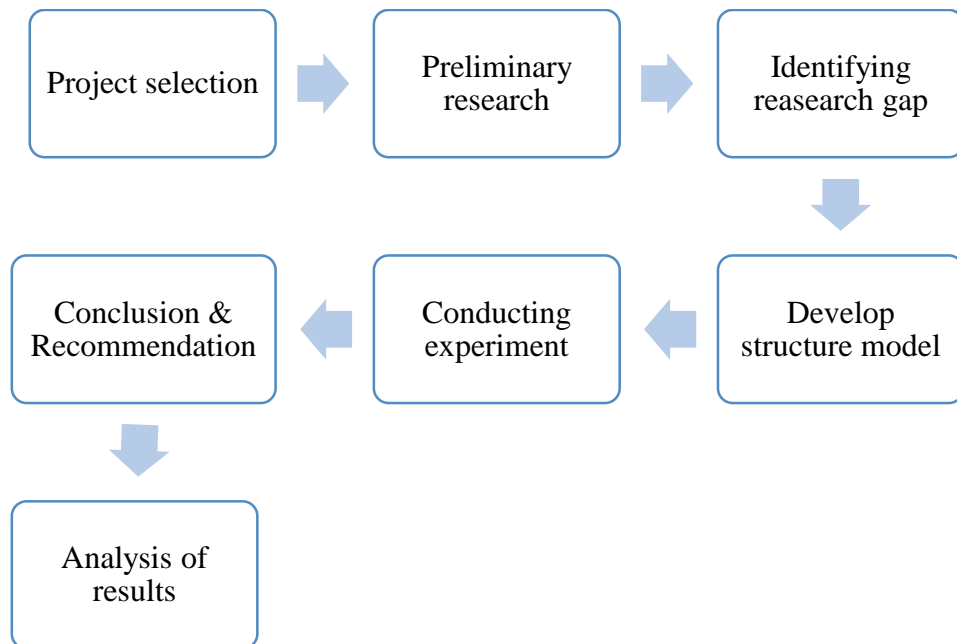 Project selection
Preliminary
research
Identifying
reasearch gap
Develop
structure model
Conducting
experiment
Conclusion &
Recommendation
Analysis of
results